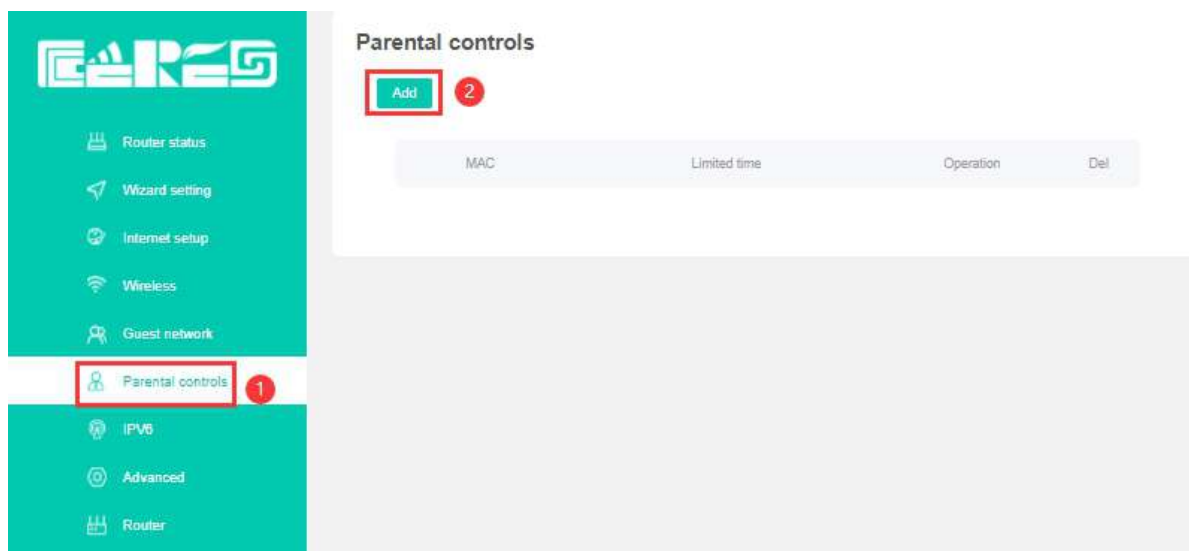 Parental controls
Add
2
MAC Limited time Operation Del
Router status
Wizard setting
Internet setup
Wireless
Guest network
Parental controls
1
IPV6
Advanced
Router